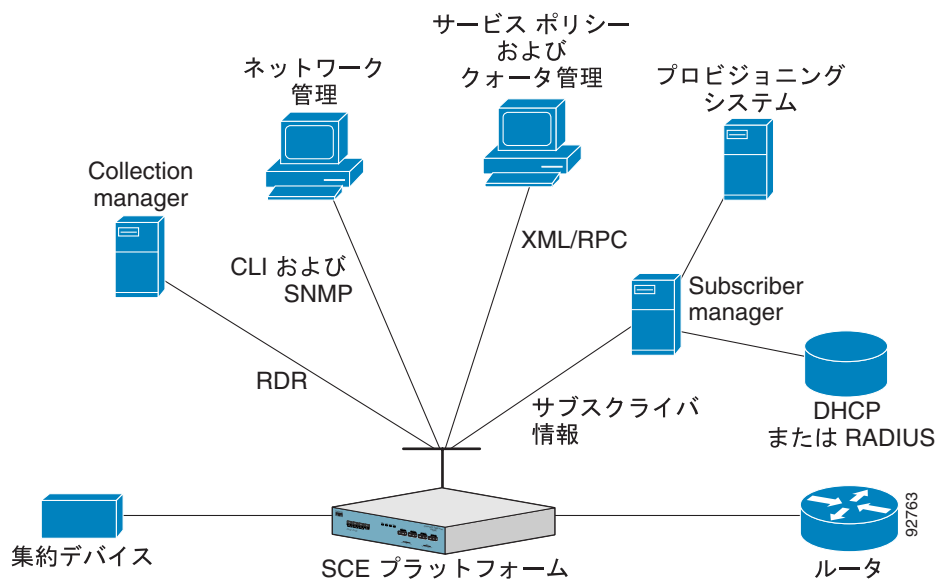 サービス ポリシー
および
クォータ管理
ネットワーク
管理
プロビジョニング
システム
Collection
manager
XML/RPC
CLI および
SNMP
Subscriber
manager
RDR
サブスクライバ
情報
DHCP
または RADIUS
集約デバイス
SCE プラットフォーム
ルータ
92763